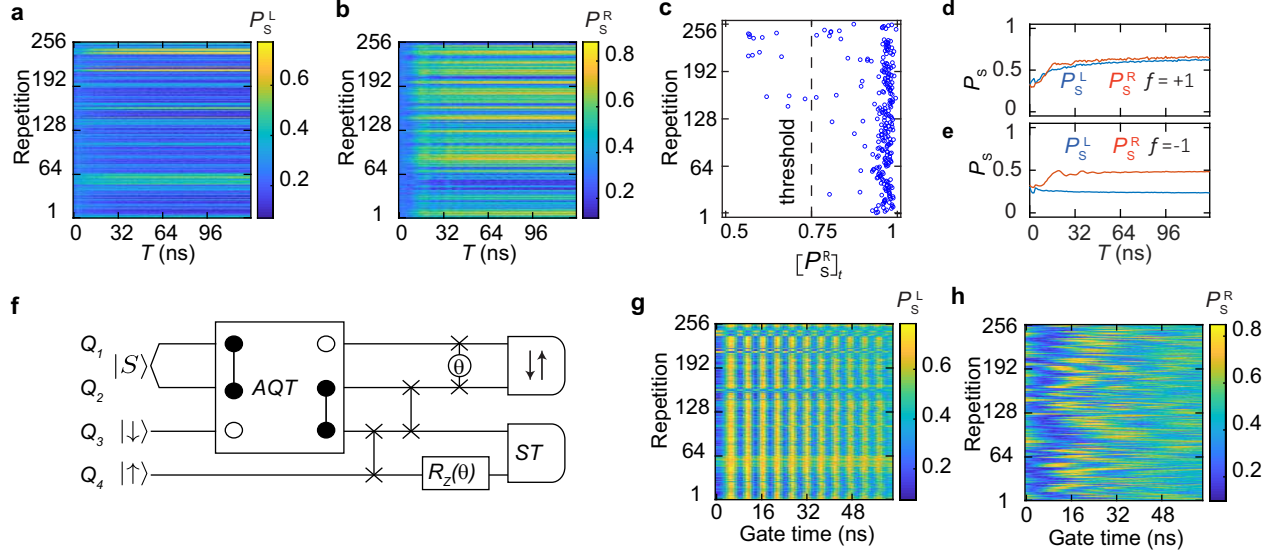 a
P_S^L
Repetition
256
192
128
64
1
0 32 64 96
T (ns)
0.6
0.4
0.2
b
P_S^R
Repetition
256
192
128
64
1
0 32 64 96
T (ns)
0.8
0.6
0.4
0.2
c
Repetition
256
192
128
64
1
threshold
0.5 0.75 1
[P_S^R]_t
d
P_S
1
0.5
0
P_S^L P_S^R f = +1
e
P_S
1
0.5
0
P_S^L P_S^R f = -1
0 32 64 96
T (ns)
f
Q_1
|S⟩
Q_2
Q_3 |↓⟩
Q_4 |↑⟩
AQT
θ
↓↑
R_Z(θ)
ST
g
P_S^L
Repetition
256
192
128
64
1
0 16 32 48
Gate time (ns)
0.6
0.4
0.2
h
P_S^R
Repetition
256
192
128
64
1
0 16 32 48
Gate time (ns)
0.8
0.6
0.4
0.2